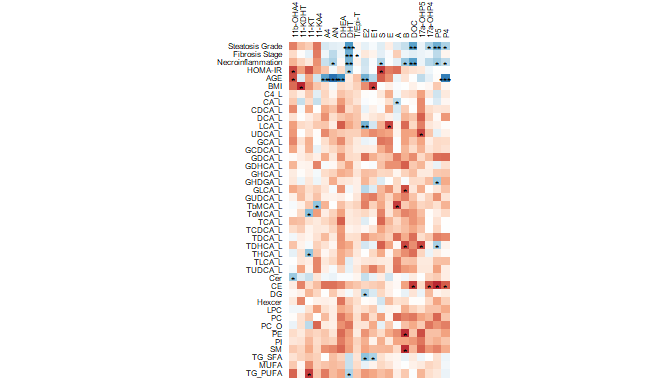 11b-OHA4
11-KDHT
11-KT
11-KA4
A4
AN
DHEA
DHT
T/Epi-T
E2
E1
S
E
A
B
DOC
17a-OHP5
17a-OHP4
P5
P4
Steatosis Grade
Fibrosis Stage
Necroinflammation
HOMA-IR
AGE
BMI
C4_L
CA_L
CDCA_L
DCA_L
LCA_L
UDCA_L
GCA_L
GCDCA_L
GDCA_L
GDHCA_L
GHCA_L
GHDGA_L
GLCA_L
GUDCA_L
TbMCA_L
ToMCA_L
TCA_L
TCDCA_L
TDCA_L
TDHCA_L
THCA_L
TLCA_L
TUDCA_L
Cer
CE
DG
Hexcer
LPC
PC
PC_O
PE
PI
SM
TG_SFA
MUFA
TG_PUFA